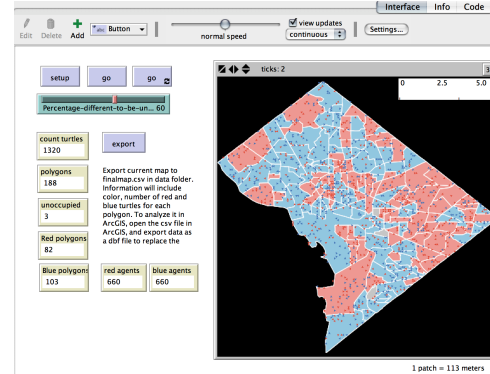 Interface Info Code
Edit Delete Add
abc Button
normal speed
view updates
continuous
Settings...
setup go go
Percentage-different-to-be-un... 60
ticks: 2
0 2.5 5.0
count turtles
1320
export
polygons
188
unoccupied
3
Red polygons
82
Blue polygons
103
Export current map to
finalmap.csv in data folder.
Information will include
color, number of red and
blue turtles for each
polygon. To analyze it in
ArcGIS, open the csv file in
ArcGIS, and export data as
a dbf file to replace the
red agents
660
blue agents
660
1 patch = 113 meters